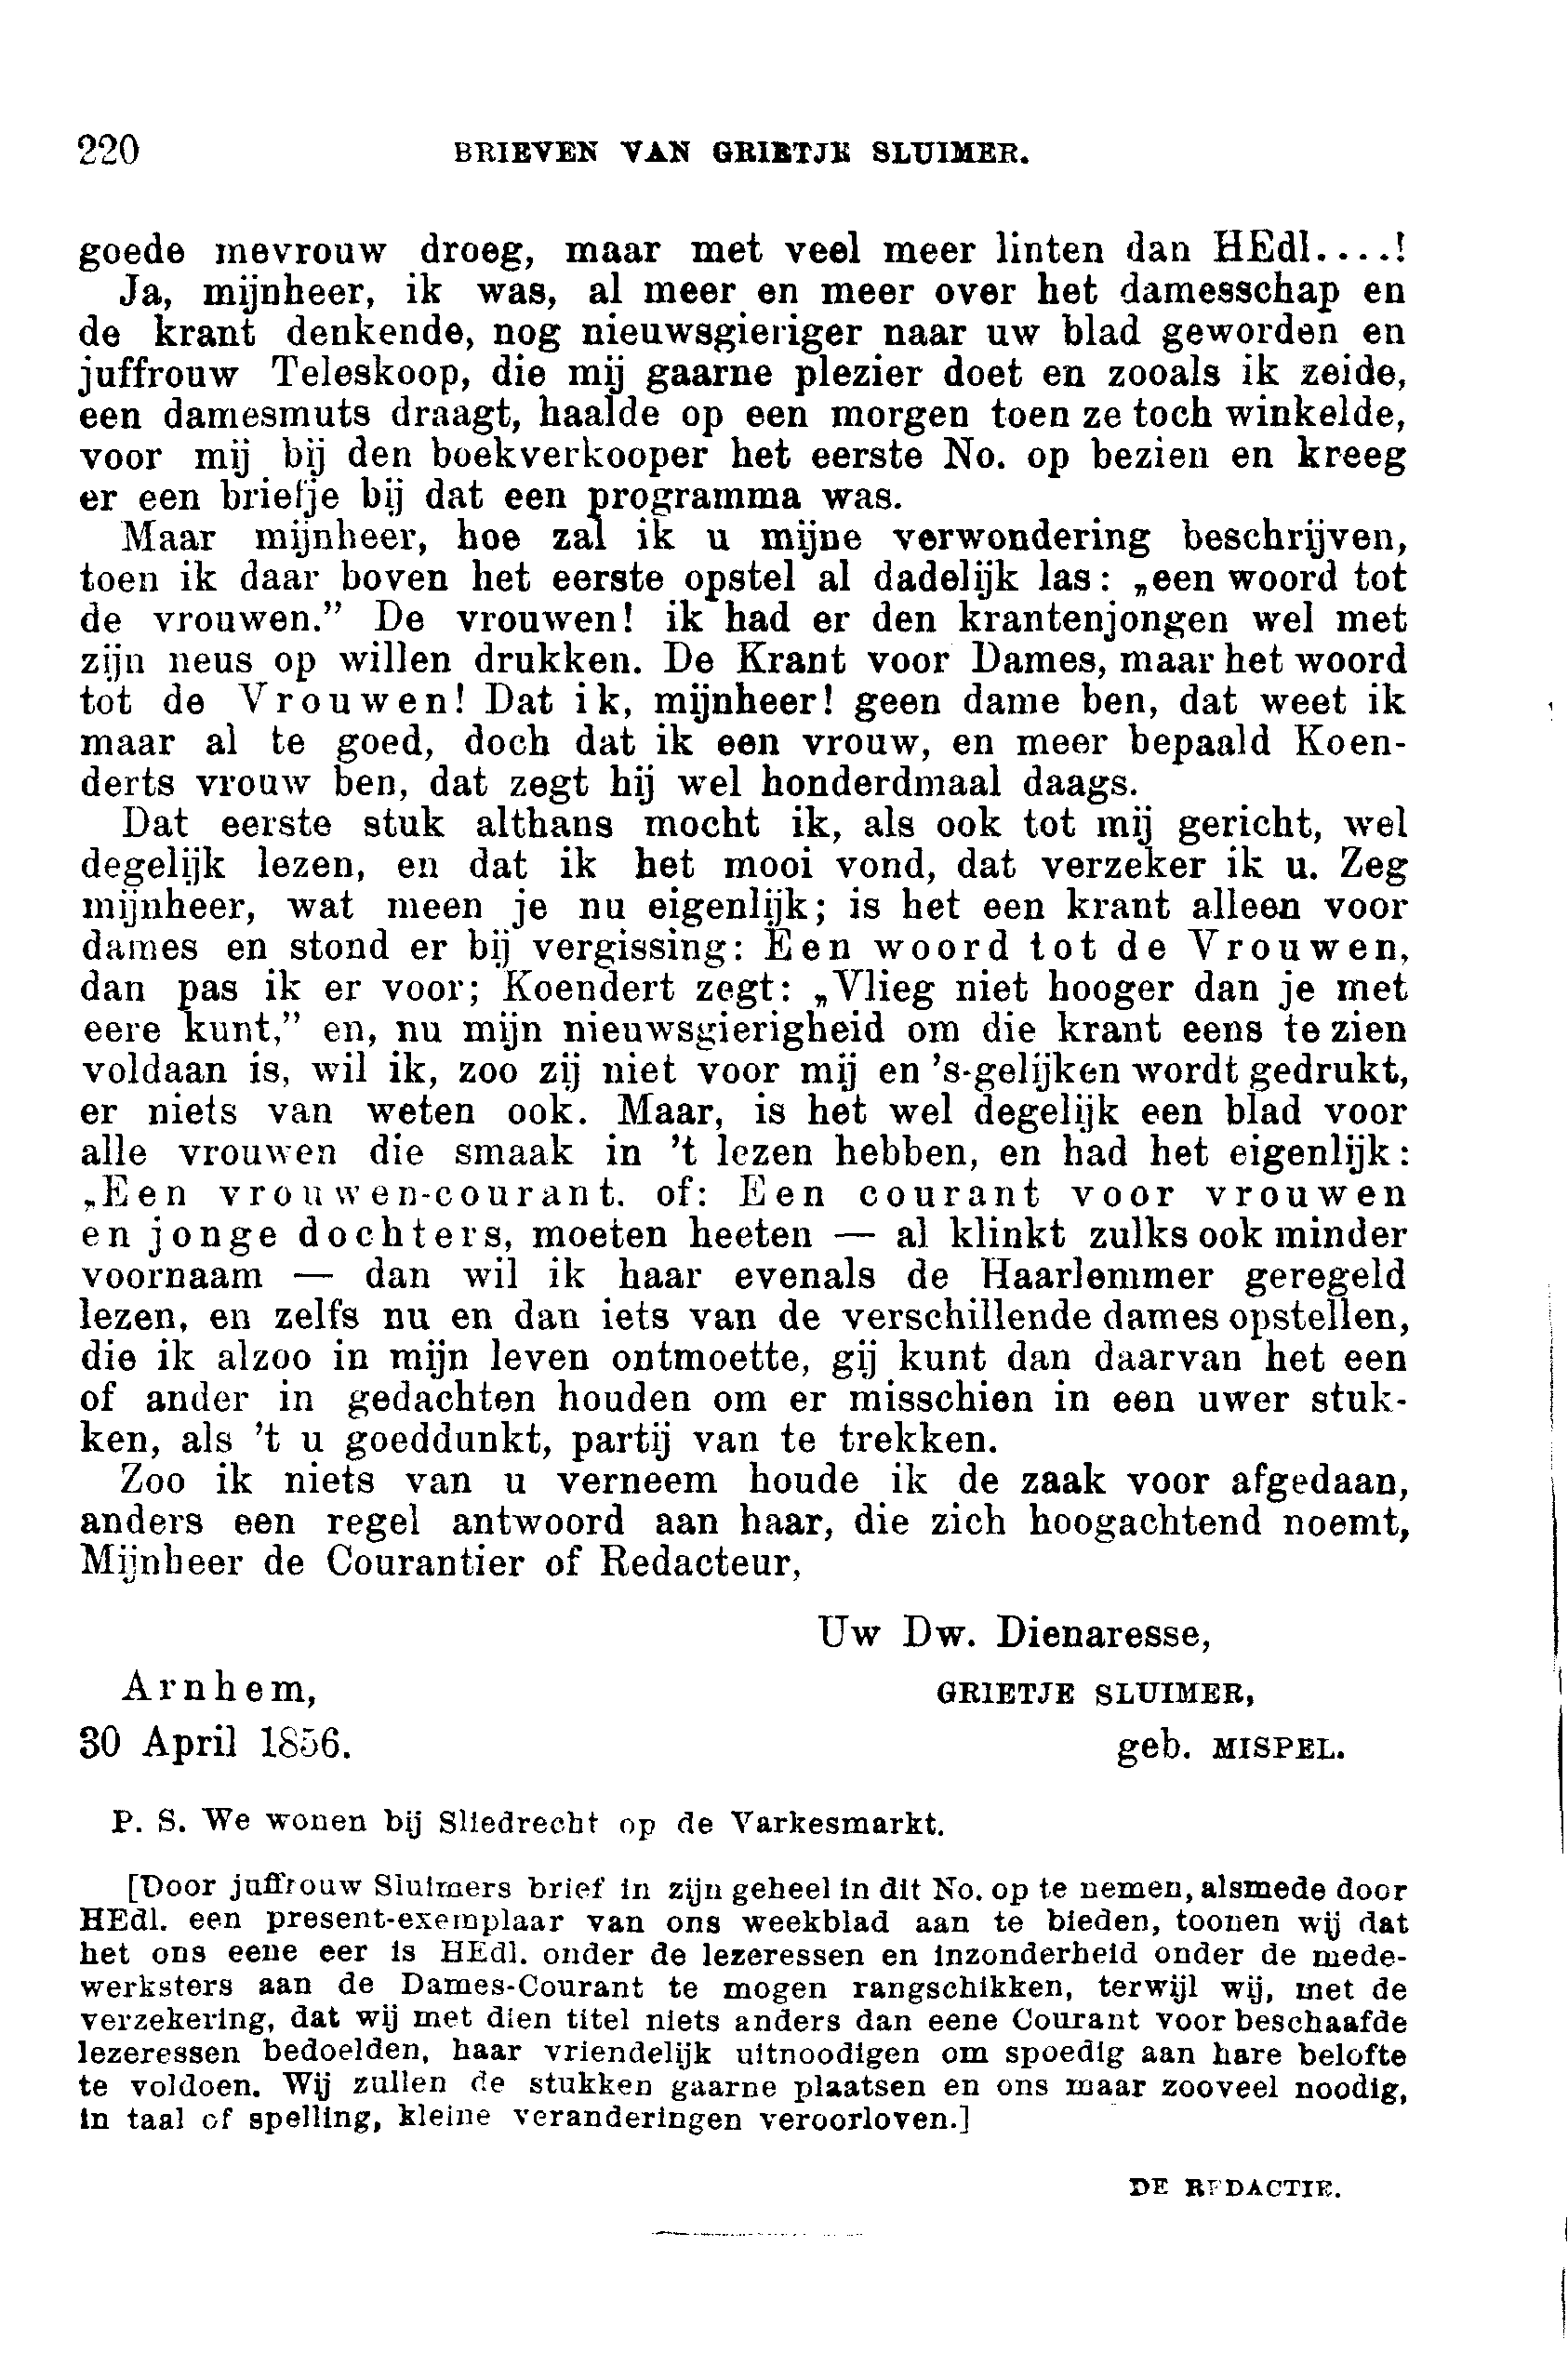 220 BRIEVEN VAN GRIETJE SLUIMER.
goede mevrouw droeg, maar met veel meer linten dan HEdl....!
Ja, mijnheer, ik was, al meer en meer over het damesschap en
de krant denkende, nog nieuwsgieriger naar uw blad geworden en
juffrouw Teleskoop, die mij gaarne plezier doet en zooals ik zeide,
een damesmuts draagt, haalde op een morgen toen ze toch winkelde,
voor mij bij den boekverkooper het eerste No. op bezien en kreeg
er een briefje bij dat een programma was.
Maar mijnheer, hoe zal ik u mijne verwondering beschrijven,
toen ik daar boven het eerste opstel al dadelijk las: „een woord tot
de vrouwen.” De vrouwen! ik had er den krantenjongen wel met
zijn neus op willen drukken. De Krant voor Dames, maar het woord
tot de Vrouwen! Dat ik, mijnheer! geen dame ben, dat weet ik
maar al te goed, doch dat ik een vrouw, en meer bepaald Koen-
derts vrouw ben, dat zegt hij wel honderdmaal daags.
Dat eerste stuk althans mocht ik, als ook tot mij gericht, wel
degelijk lezen, en dat ik het mooi vond, dat verzeker ik u. Zeg
mijnheer, wat meen je nu eigenlijk; is het een krant alleen voor
dames en stond er bij vergissing: Een woord tot de Vrouwen,
dan pas ik er voor; Koendert zegt: „Vlieg niet hooger dan je met
eere kunt,” en, nu mijn nieuwsgierigheid om die krant eens te zien
voldaan is, wil ik, zoo zij niet voor mij en 's-gelijken wordt gedrukt,
er niets van weten ook. Maar, is het wel degelijk een blad voor
alle vrouwen die smaak in 't lezen hebben, en had het eigenlijk:
„Een vrouwen-courant. of: Een courant voor vrouwen
en jonge dochters, moeten heeten — al klinkt zulks ook minder
voornaam — dan wil ik haar evenals de Haarlemmer geregeld
lezen, en zelfs nu en dan iets van de verschillende dames opstellen,
die ik alzoo in mijn leven ontmoette, gij kunt dan daarvan het een
of ander in gedachten houden om er misschien in een uwer stuk-
ken, als 't u goeddunkt, partij van te trekken.
Zoo ik niets van u verneem houde ik de zaak voor afgedaan,
anders een regel antwoord aan haar, die zich hoogachtend noemt,
Mijnheer de Courantier of Redacteur,
Uw Dw. Dienaresse,
Arnhem, GRIETJE SLUIMER,
30 April 1856. geb. MISPEL.
P. S. We wonen bij Sliedrecht op de Varkesmarkt.
[Door juffrouw Sluimers brief in zijn geheel in dit No. op te nemen, alsmede door
HEdl. een present-exemplaar van ons weekblad aan te bieden, toonen wij dat
het ons eene eer is HEdl. onder de lezeressen en inzonderheid onder de mede-
werksters aan de Dames-Courant te mogen rangschikken, terwijl wij, met de
verzekering, dat wij met dien titel niets anders dan eene Courant voor beschaafde
lezeressen bedoelden, haar vriendelijk uitnoodigen om spoedig aan hare belofte
te voldoen. Wij zullen de stukken gaarne plaatsen en ons maar zooveel noodig,
in taal of spelling, kleine veranderingen veroorloven.]
DE REDACTIE.